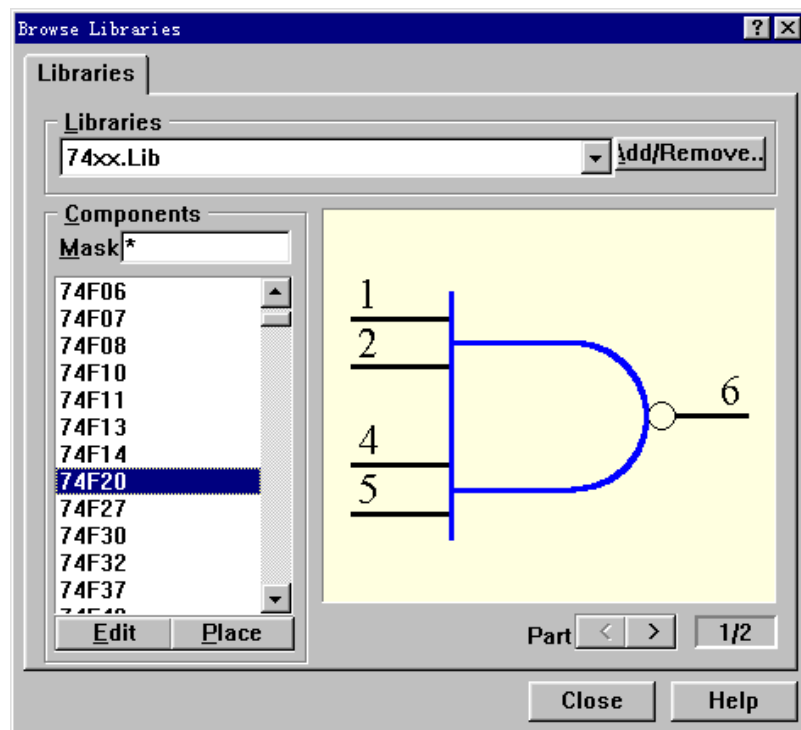 Browse Libraries
Libraries
Libraries
74xx.Lib
Add/Remove..
Components
Mask *
74F06
74F07
74F08
74F10
74F11
74F13
74F14
74F20
74F27
74F30
74F32
74F37
Edit Place
1
2
4
5
6
Part < > 1/2
Close Help